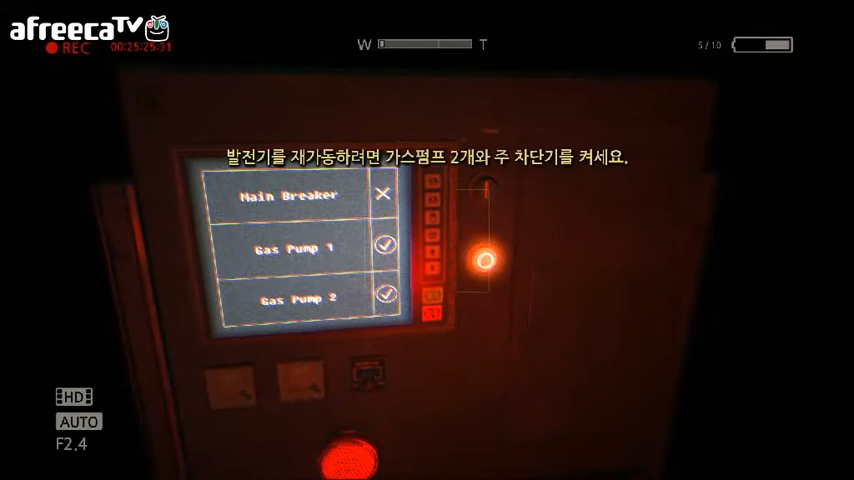 afreecaTV
REC 00:25:25:31
W T
5/10
발전기를 재가동하려면 가스펌프 2개와 주 차단기를 켜세요.
Main Breaker
Gas Pump 1
Gas Pump 2
HD
AUTO
F2.4